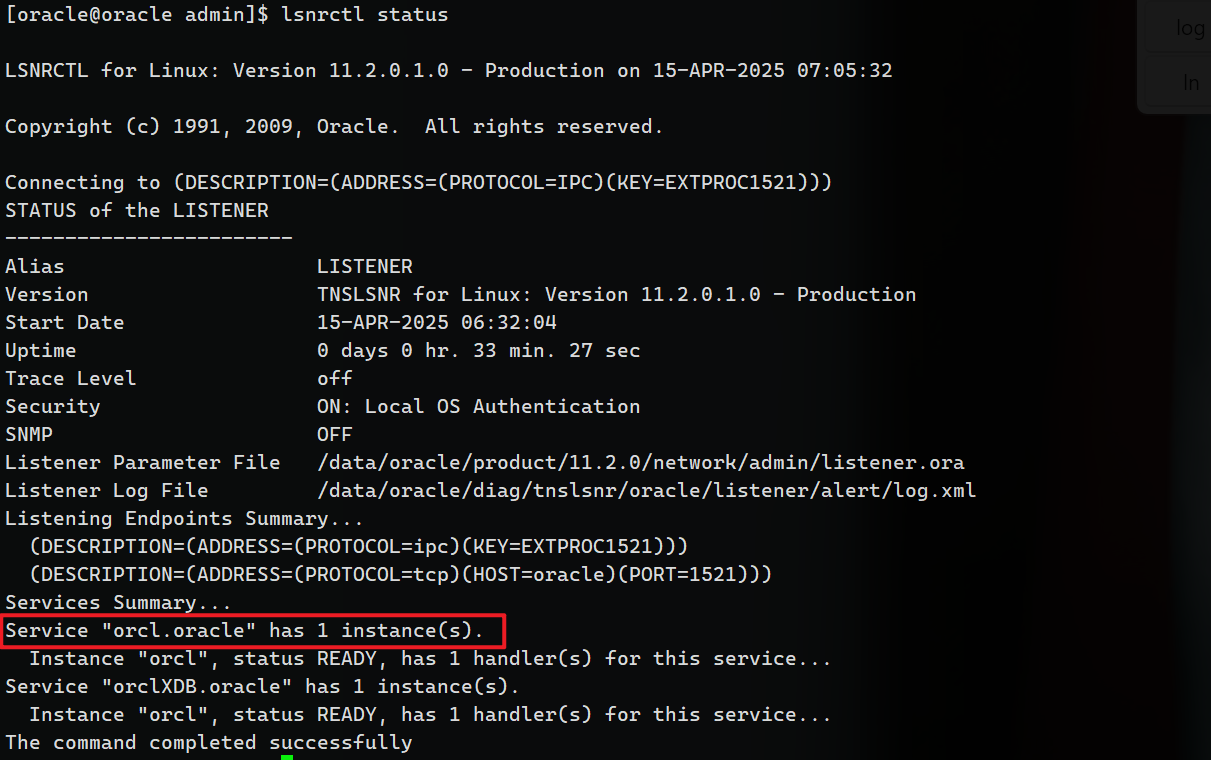 [oracle@oracle admin]$ lsnrctl status
log
LSNRCTL for Linux: Version 11.2.0.1.0 - Production on 15-APR-2025 07:05:32
ln
Copyright (c) 1991, 2009, Oracle.  All rights reserved.
Connecting to (DESCRIPTION=(ADDRESS=(PROTOCOL=IPC)(KEY=EXTPROC1521)))
STATUS of the LISTENER
------------------------
Alias                     LISTENER
Version                   TNSLSNR for Linux: Version 11.2.0.1.0 - Production
Start Date                15-APR-2025 06:32:04
Uptime                    0 days 0 hr. 33 min. 27 sec
Trace Level               off
Security                  ON: Local OS Authentication
SNMP                      OFF
Listener Parameter File   /data/oracle/product/11.2.0/network/admin/listener.ora
Listener Log File         /data/oracle/diag/tnslsnr/oracle/listener/alert/log.xml
Listening Endpoints Summary...
  (DESCRIPTION=(ADDRESS=(PROTOCOL=ipc)(KEY=EXTPROC1521)))
  (DESCRIPTION=(ADDRESS=(PROTOCOL=tcp)(HOST=oracle)(PORT=1521)))
Services Summary...
Service "orcl.oracle" has 1 instance(s).
  Instance "orcl", status READY, has 1 handler(s) for this service...
Service "orclXDB.oracle" has 1 instance(s).
  Instance "orcl", status READY, has 1 handler(s) for this service...
The command completed successfully